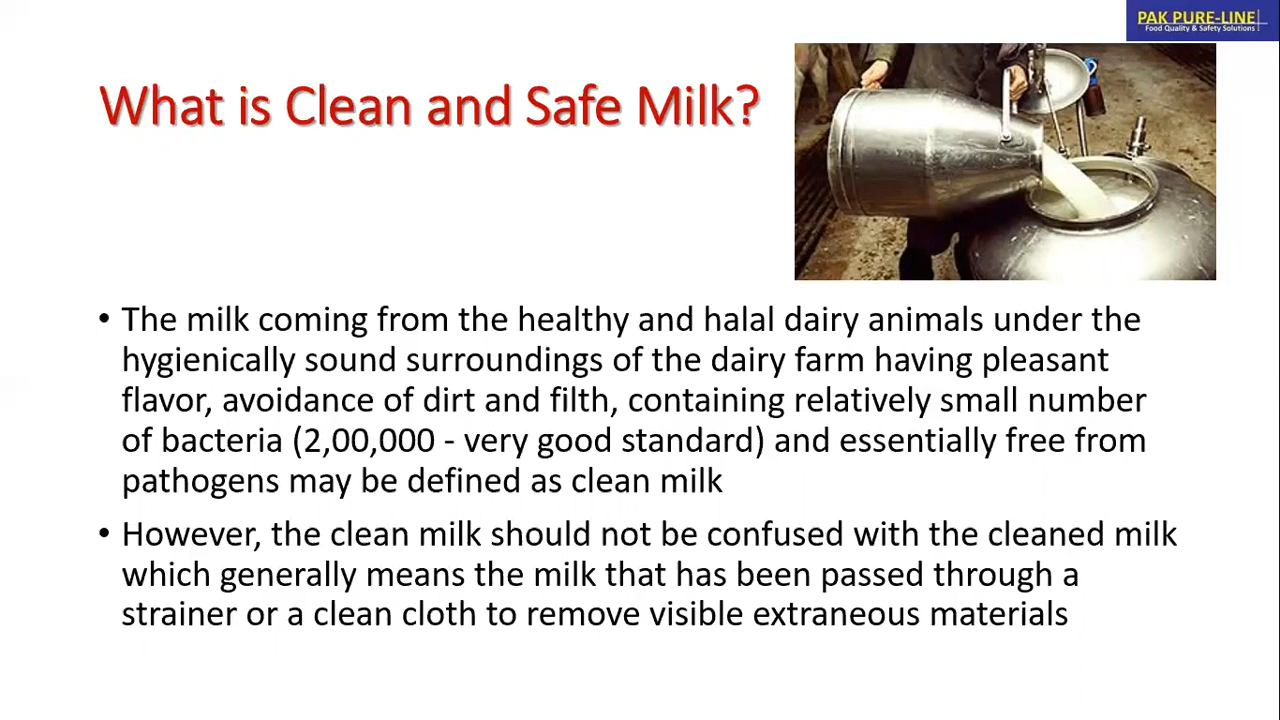 PAK PURE-LINE
Food Quality & Safety Solutions
What is Clean and Safe Milk?
• The milk coming from the healthy and halal dairy animals under the
hygienically sound surroundings of the dairy farm having pleasant
flavor, avoidance of dirt and filth, containing relatively small number
of bacteria (2,00,000 - very good standard) and essentially free from
pathogens may be defined as clean milk
• However, the clean milk should not be confused with the cleaned milk
which generally means the milk that has been passed through a
strainer or a clean cloth to remove visible extraneous materials